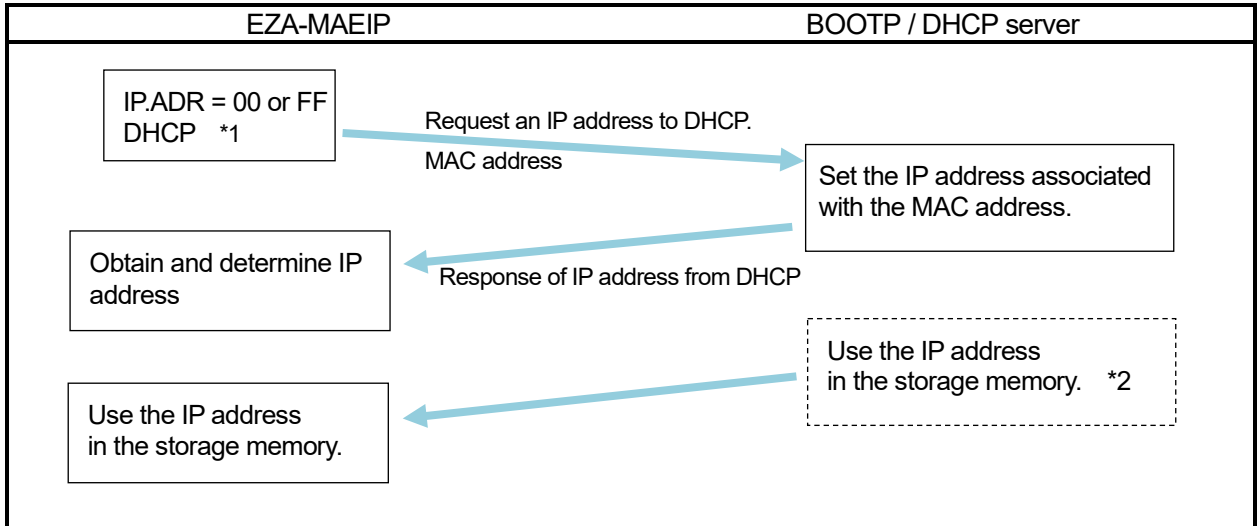 EZA-MAEIP
BOOTP / DHCP server
IP.ADR = 00 or FF
DHCP *1
Request an IP address to DHCP.
MAC address
Set the IP address associated
with the MAC address.
Obtain and determine IP
address
Response of IP address from DHCP
Use the IP address
in the storage memory. *2
Use the IP address
in the storage memory.